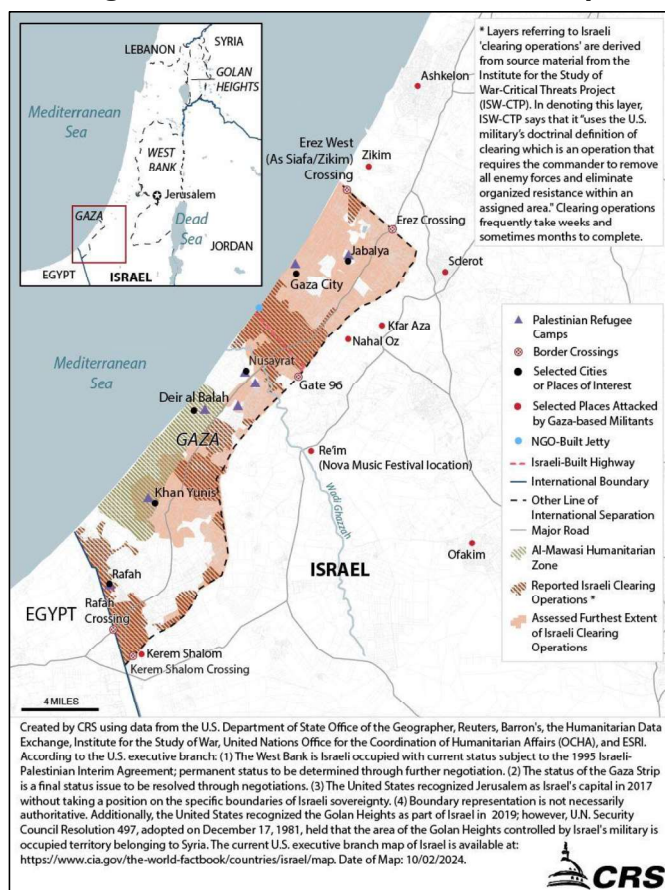 LEBANON
SYRIA
GOLAN
HEIGHTS
Mediterranean
Sea
WEST
BANK
Jerusalem
GAZA
Dead
Sea
JORDAN
EGYPT
ISRAEL
* Layers referring to Israeli
'clearing operations' are derived
from source material from the
Institute for the Study of
War-Critical Threats Project
(ISW-CTP). In denoting this layer,
ISW-CTP says that it "uses the U.S.
military's doctrinal definition of
clearing which is an operation that
requires the commander to remove
all enemy forces and eliminate
organized resistance within an
assigned area." Clearing operations
frequently take weeks and
sometimes months to complete.
Ashkelon
Erez West
(As Siafa/Zikim)
Crossing
Zikim
Erez Crossing
Jabalya
Gaza City
Sderot
Kfar Aza
Nahal Oz
Mediterranean
Sea
Nusayrat
Gate 96
Deir al Balah
GAZA
Re'im
(Nova Music Festival location)
Khan Yunis
Wadi Ghazzah
ISRAEL
Ofakim
Rafah
EGYPT
Rafah
Crossing
Kerem Shalom
Kerem Shalom Crossing
4 MILES
Palestinian Refugee
Camps
Border Crossings
Selected Cities
or Places of Interest
Selected Places Attacked
by Gaza-based Militants
NGO-Built Jetty
Israeli-Built Highway
International Boundary
Other Line of
International Separation
Major Road
Al-Mawasi Humanitarian
Zone
Reported Israeli Clearing
Operations *
Assessed Furthest Extent
of Israeli Clearing
Operations
Created by CRS using data from the U.S. Department of State Office of the Geographer, Reuters, Barron's, the Humanitarian Data
Exchange, Institute for the Study of War, United Nations Office for the Coordination of Humanitarian Affairs (OCHA), and ESRI.
According to the U.S. executive branch: (1) The West Bank is Israeli occupied with current status subject to the 1995 Israeli-
Palestinian Interim Agreement; permanent status to be determined through further negotiation. (2) The status of the Gaza Strip
is a final status issue to be resolved through negotiations. (3) The United States recognized Jerusalem as Israel's capital in 2017
without taking a position on the specific boundaries of Israeli sovereignty. (4) Boundary representation is not necessarily
authoritative. Additionally, the United States recognized the Golan Heights as part of Israel in 2019; however, U.N. Security
Council Resolution 497, adopted on December 17, 1981, held that the area of the Golan Heights controlled by Israel's military is
occupied territory belonging to Syria. The current U.S. executive branch map of Israel is available at:
https://www.cia.gov/the-world-factbook/countries/israel/map. Date of Map: 10/02/2024.
CRS